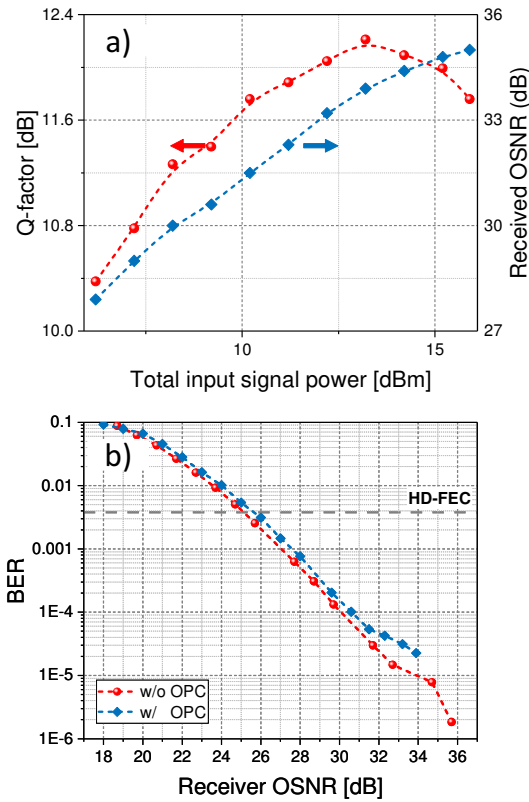 a)
12.4
11.6
10.8
10.0
Q-factor [dB]
36
33
30
27
Received OSNR (dB)
10
15
Total input signal power [dBm]
b)
0.1
0.01
0.001
1E-4
1E-5
1E-6
BER
HD-FEC
w/o OPC
w/ OPC
18 20 22 24 26 28 30 32 34 36
Receiver OSNR [dB]